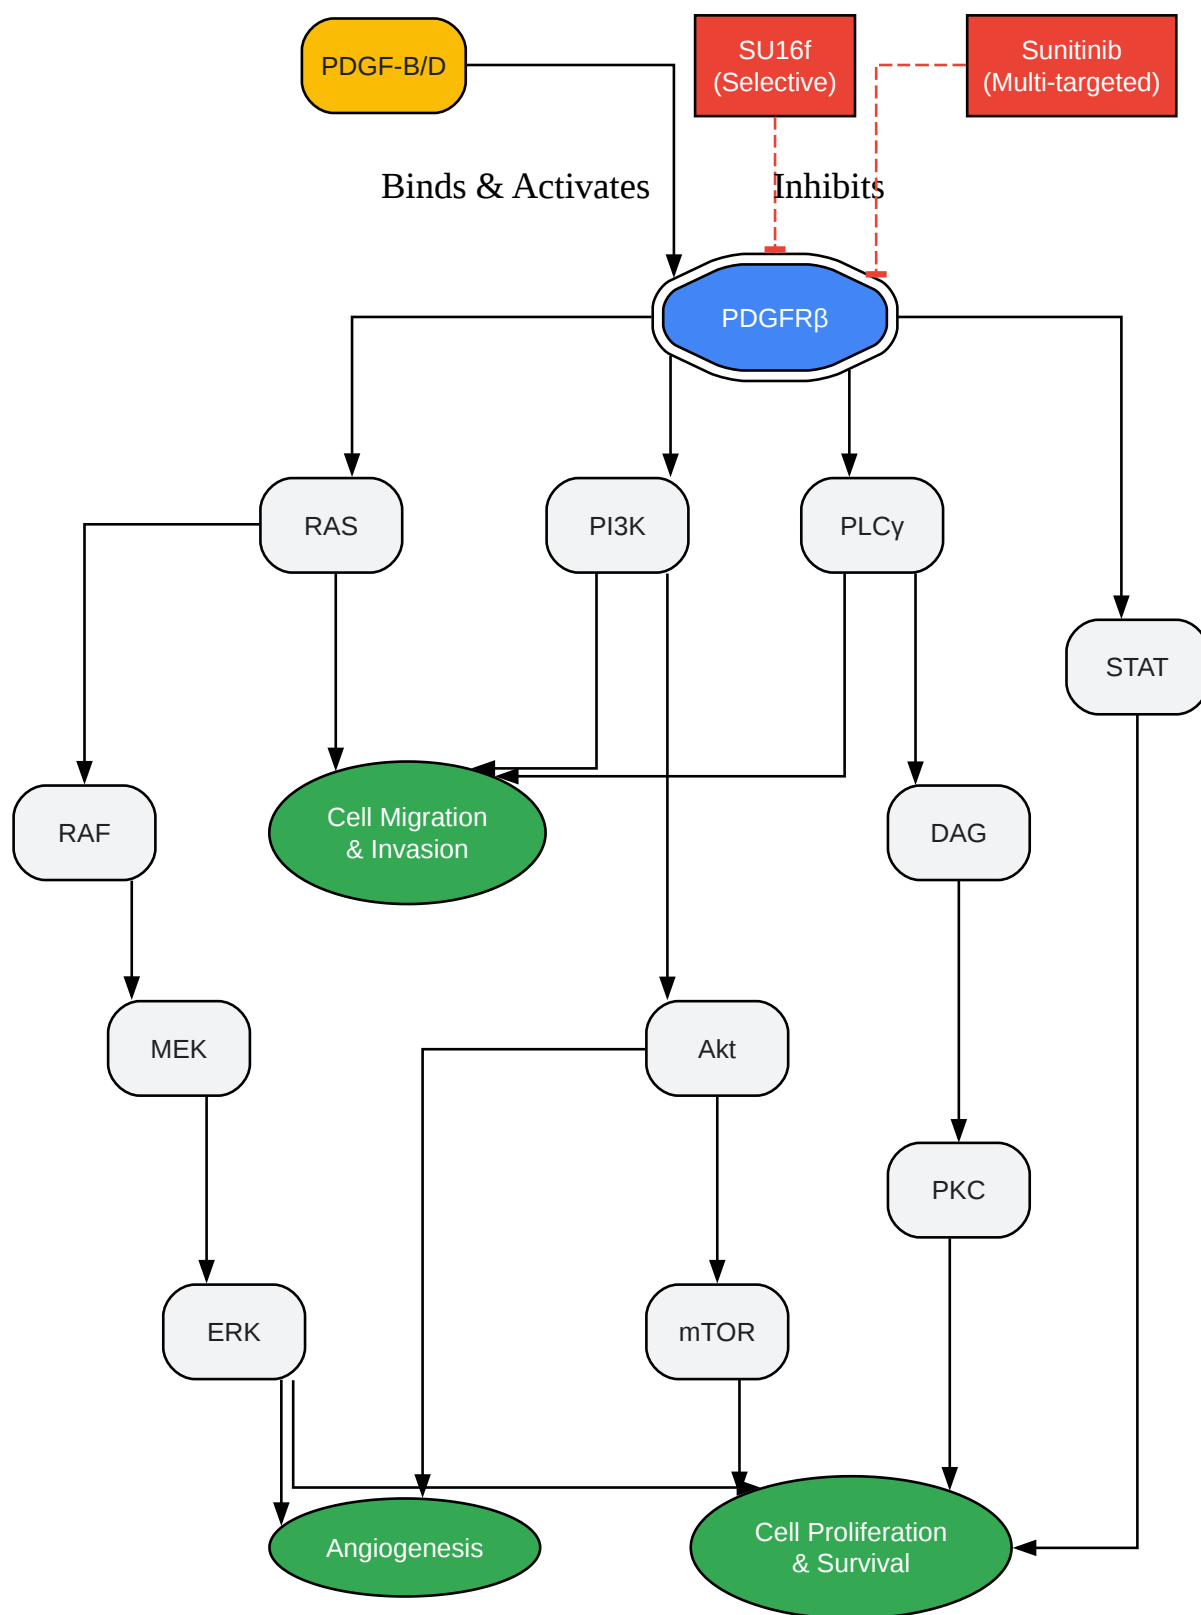 PDGF-B/D
SU16f
(Selective)
Sunitinib
(Multi-targeted)
Binds & Activates
Inhibits
PDGFRβ
RAS
PI3K
PLCγ
STAT
RAF
Cell Migration
& Invasion
DAG
MEK
Akt
PKC
ERK
mTOR
Angiogenesis
Cell Proliferation
& Survival